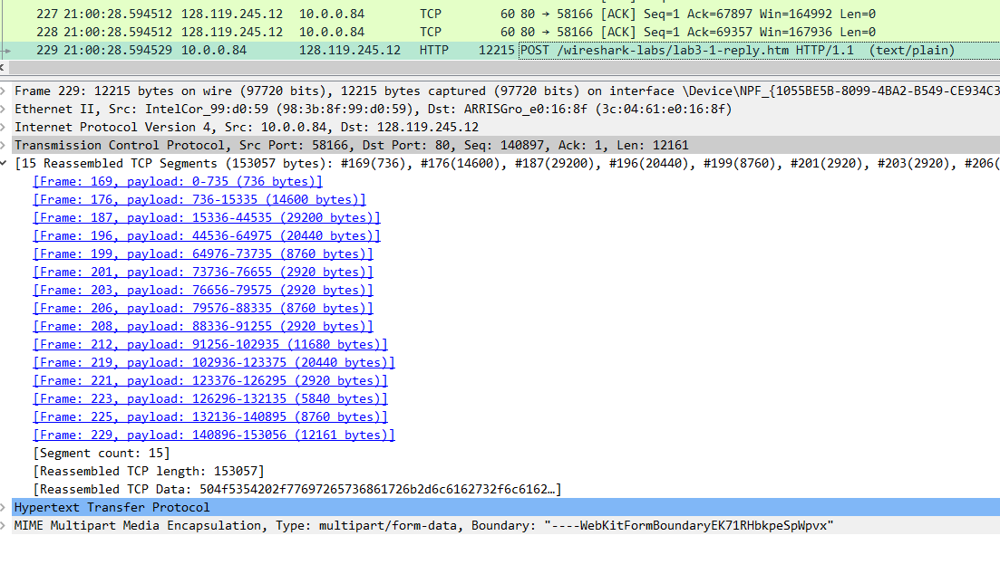 227 21:00:28.594512 128.119.245.12 10.0.0.84 TCP 60 80 → 58166 [ACK] Seq=1 Ack=67897 Win=164992 Len=0
228 21:00:28.594512 128.119.245.12 10.0.0.84 TCP 60 80 → 58166 [ACK] Seq=1 Ack=69357 Win=167936 Len=0
229 21:00:28.594529 10.0.0.84 128.119.245.12 HTTP 12215 POST /wireshark-labs/lab3-1-reply.htm HTTP/1.1 (text/plain)
Frame 229: 12215 bytes on wire (97720 bits), 12215 bytes captured (97720 bits) on interface \Device\NPF_{1055BE5B-8099-4BA2-B549-CE934C3
Ethernet II, Src: IntelCor_99:d0:59 (98:3b:8f:99:d0:59), Dst: ARRISGro_e0:16:8f (3c:04:61:e0:16:8f)
Internet Protocol Version 4, Src: 10.0.0.84, Dst: 128.119.245.12
Transmission Control Protocol, Src Port: 58166, Dst Port: 80, Seq: 140897, Ack: 1, Len: 12161
[15 Reassembled TCP Segments (153057 bytes): #169(736), #176(14600), #187(29200), #196(20440), #199(8760), #201(2920), #203(2920), #206(
[Frame: 169, payload: 0-735 (736 bytes)]
[Frame: 176, payload: 736-15335 (14600 bytes)]
[Frame: 187, payload: 15336-44535 (29200 bytes)]
[Frame: 196, payload: 44536-64975 (20440 bytes)]
[Frame: 199, payload: 64976-73735 (8760 bytes)]
[Frame: 201, payload: 73736-76655 (2920 bytes)]
[Frame: 203, payload: 76656-79575 (2920 bytes)]
[Frame: 206, payload: 79576-88335 (8760 bytes)]
[Frame: 208, payload: 88336-91255 (2920 bytes)]
[Frame: 212, payload: 91256-102935 (11680 bytes)]
[Frame: 219, payload: 102936-123375 (20440 bytes)]
[Frame: 221, payload: 123376-126295 (2920 bytes)]
[Frame: 223, payload: 126296-132135 (5840 bytes)]
[Frame: 225, payload: 132136-140895 (8760 bytes)]
[Frame: 229, payload: 140896-153056 (12161 bytes)]
[Segment count: 15]
[Reassembled TCP length: 153057]
[Reassembled TCP Data: 504f5354202f77697265736861726b2d6c6162732f6c6162…]
Hypertext Transfer Protocol
MIME Multipart Media Encapsulation, Type: multipart/form-data, Boundary: "----WebKitFormBoundaryEK71RHbkpeSpWpvx"